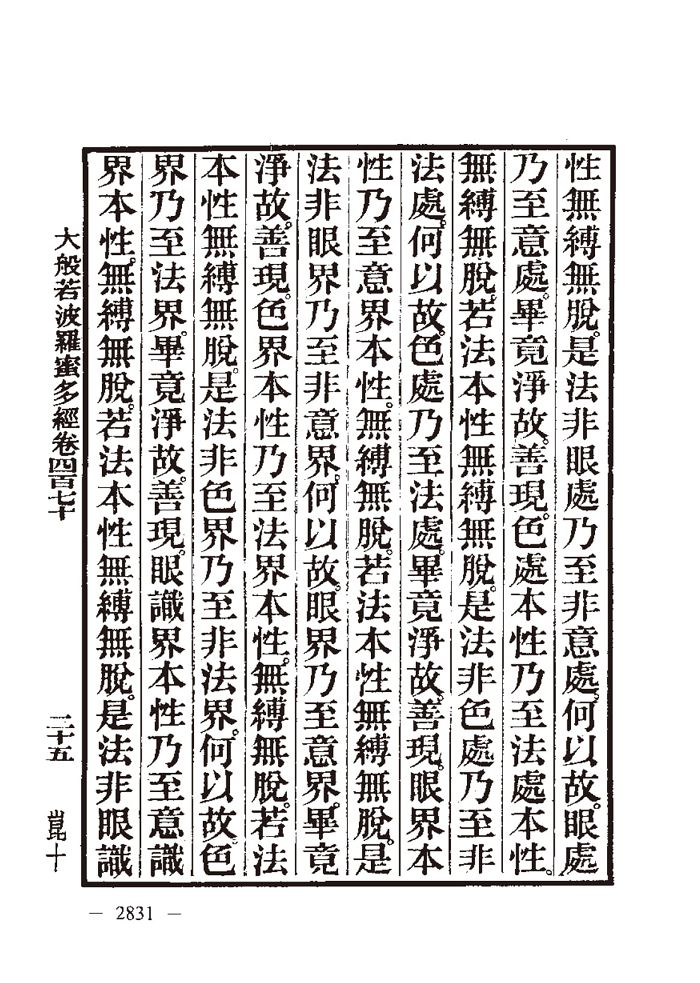 性無縛無脫。是法非眼處乃至非意處。何以故。眼處
乃至意處。畢竟淨故。善現。色處本性乃至法處本性。
無縛無脫。若法本性無縛無脫。是法非色處乃至非
法處。何以故。色處乃至法處。畢竟淨故。善現。眼界本
性乃至意界本性。無縛無脫。若法本性無縛無脫。是
法非眼界乃至非意界。何以故。眼界乃至意界。畢竟
淨故。善現。色界本性乃至法界本性。無縛無脫。若法
本性無縛無脫。是法非色界乃至非法界。何以故。色
界乃至法界。畢竟淨故。善現。眼識界本性乃至意識
界本性。無縛無脫。若法本性無縛無脫。是法非眼識
大般若波羅蜜多經卷四百七十 二十五 崑十
— 2831 —